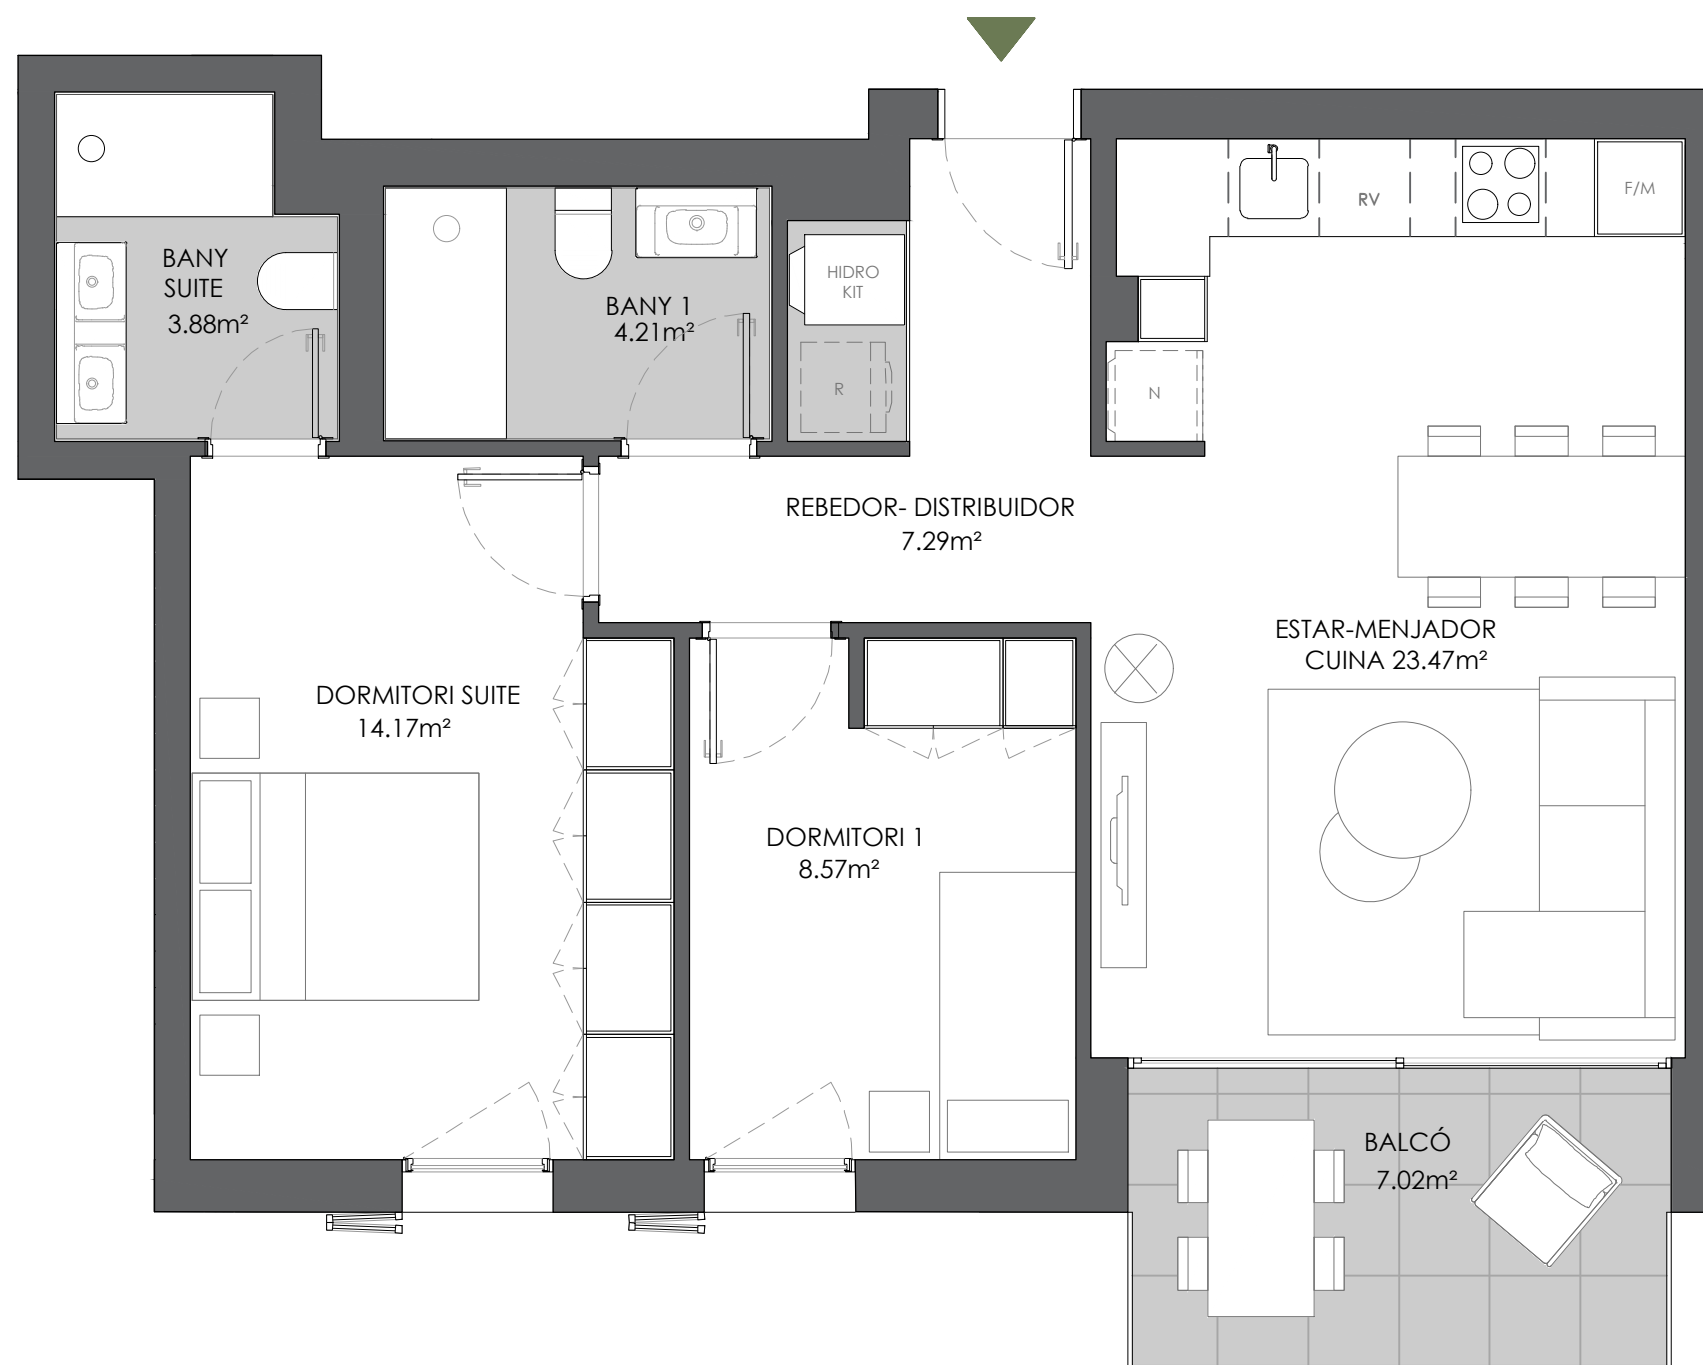 F/M
RV
BANY
SUITE
3.88m²
HIDRO
KIT
BANY 1
4.21m²
R
N
REBEDOR- DISTRIBUIDOR
7.29m²
ESTAR-MENJADOR
CUINA 23.47m²
DORMITORI SUITE
14.17m²
DORMITORI 1
8.57m²
BALCÓ
7.02m²